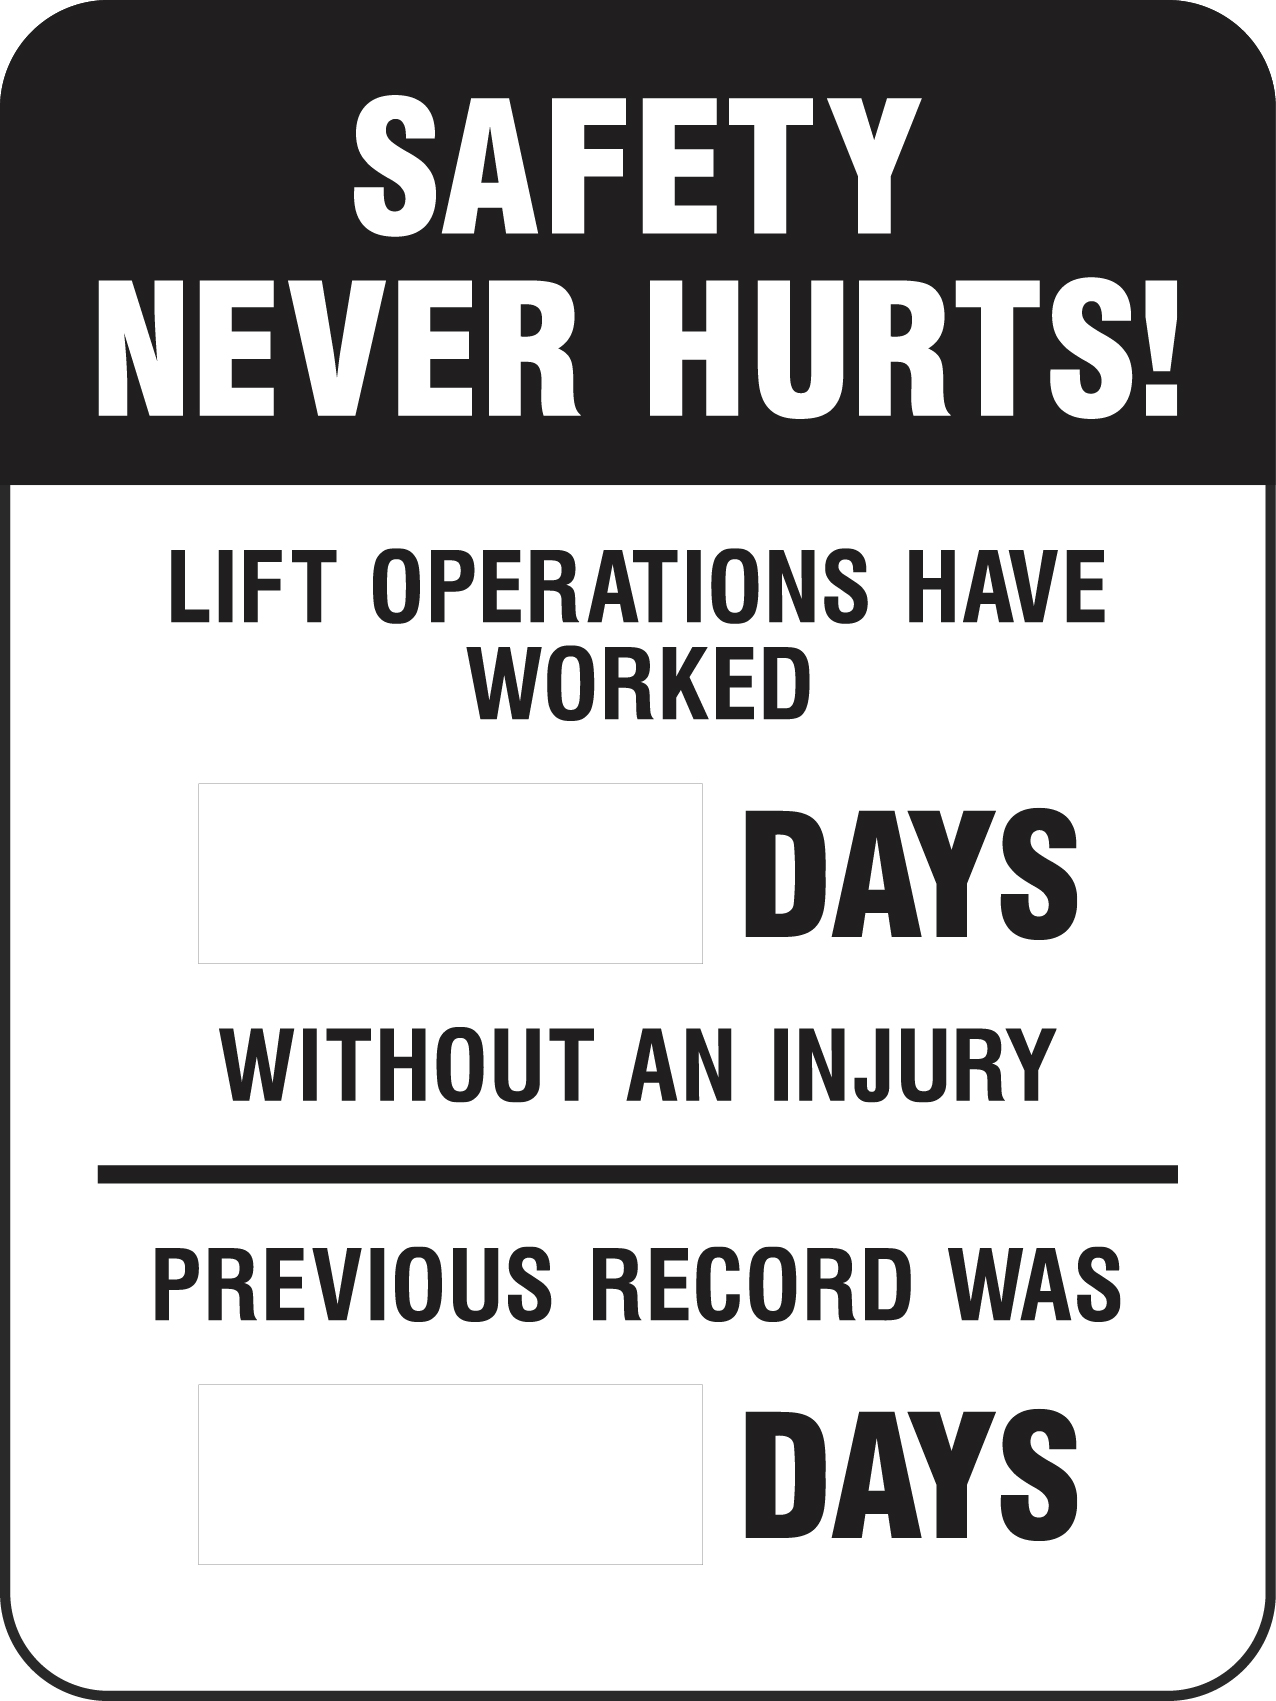 SAFETY
NEVER HURTS!
LIFT OPERATIONS HAVE
WORKED
DAYS
WITHOUT AN INJURY
PREVIOUS RECORD WAS
DAYS